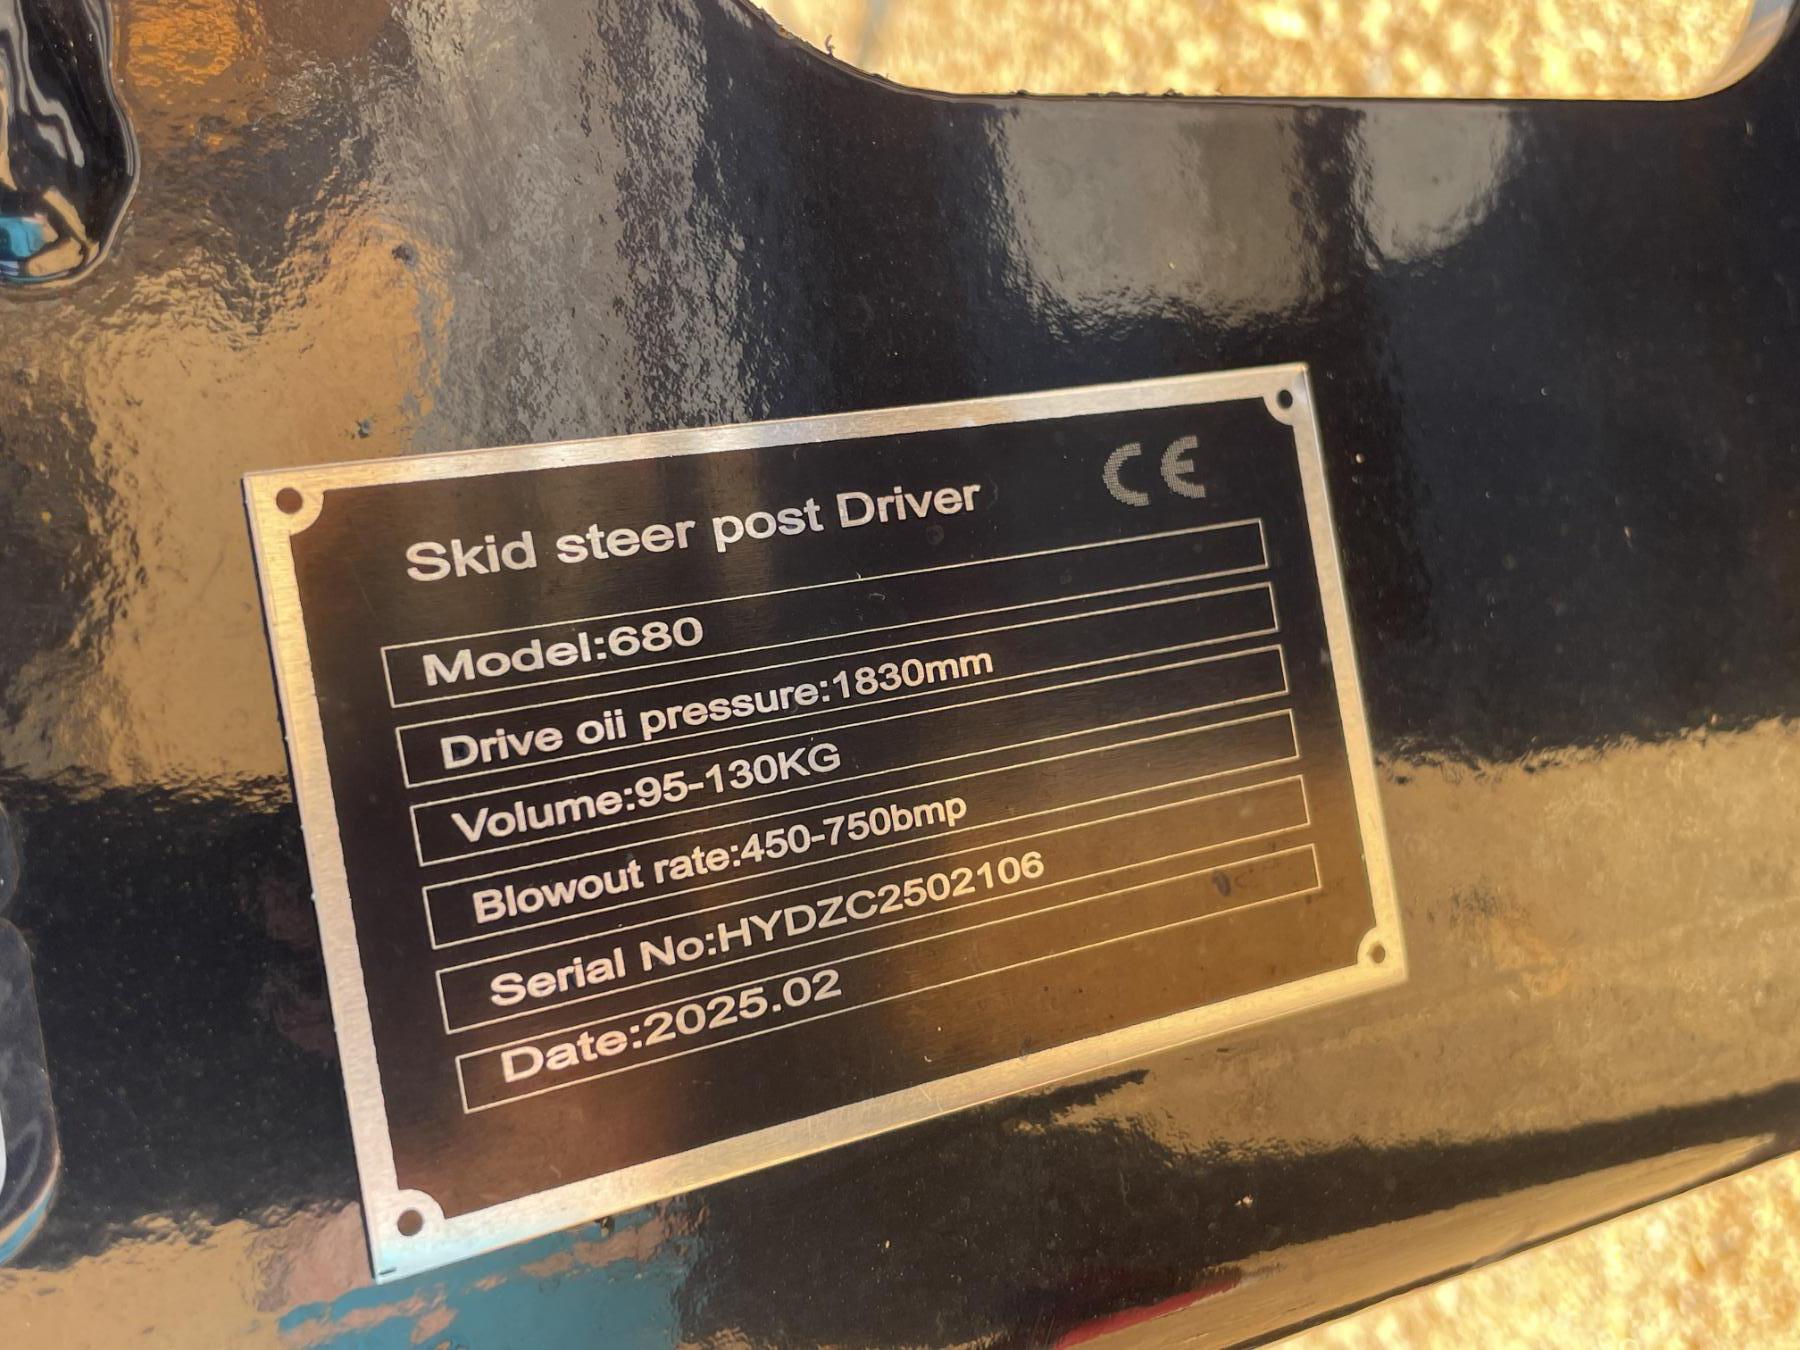 Skid steer post Driver CE
Model:680
Drive oii pressure:1830mm
Volume:95-130KG
Blowout rate:450-750bmp
Serial No:HYDZC2502106
Date:2025.02